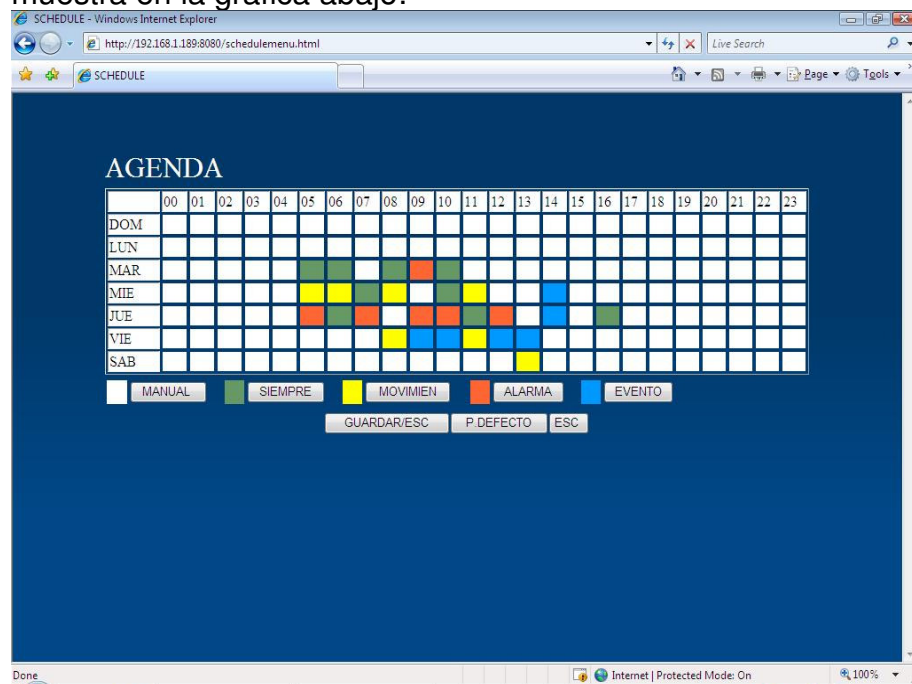 muestra en la gráfica abajo:
SCHEDULE - Windows Internet Explorer
http://192.168.1.189:8080/schedulemenu.html
Live Search
SCHEDULE
Page
Tools
AGENDA
00 01 02 03 04 05 06 07 08 09 10 11 12 13 14 15 16 17 18 19 20 21 22 23
DOM
LUN
MAR
MIE
JUE
VIE
SAB
MANUAL SIEMPRE MOVIMIEN ALARMA EVENTO
GUARDAR/ESC P.DEFECTO ESC
Done
Internet | Protected Mode: On
100%